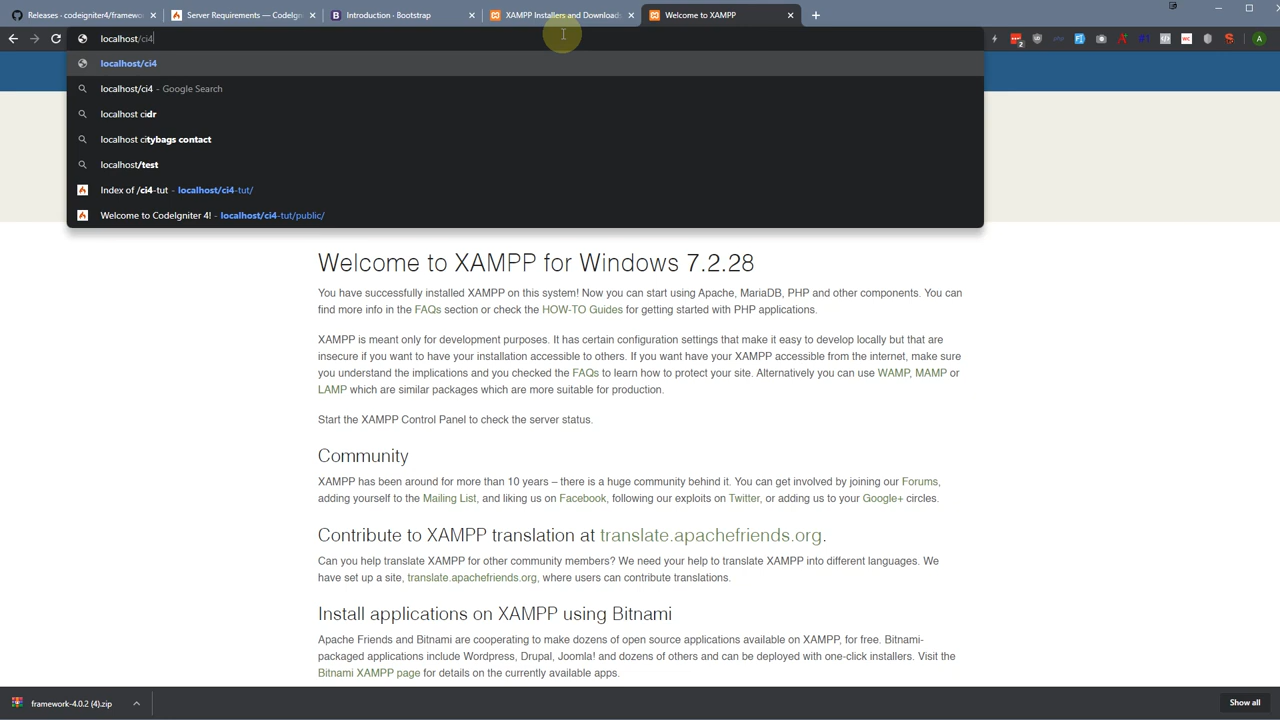 Releases - codeigniter4/framewo
Server Requirements — CodeIgn
Introduction · Bootstrap
XAMPP Installers and Downloads
Welcome to XAMPP
localhost/ci4
2
A
localhost/ci4
localhost/ci4 - Google Search
localhost cidr
localhost citybags contact
localhost/test
Index of /ci4-tut - localhost/ci4-tut/
Welcome to CodeIgniter 4! - localhost/ci4-tut/public/
Welcome to XAMPP for Windows 7.2.28
You have successfully installed XAMPP on this system! Now you can start using Apache, MariaDB, PHP and other components. You can
find more info in the FAQs section or check the HOW-TO Guides for getting started with PHP applications.
XAMPP is meant only for development purposes. It has certain configuration settings that make it easy to develop locally but that are
insecure if you want to have your installation accessible to others. If you want have your XAMPP accessible from the internet, make sure
you understand the implications and you checked the FAQs to learn how to protect your site. Alternatively you can use WAMP, MAMP or
LAMP which are similar packages which are more suitable for production.
Start the XAMPP Control Panel to check the server status.
Community
XAMPP has been around for more than 10 years – there is a huge community behind it. You can get involved by joining our Forums,
adding yourself to the Mailing List, and liking us on Facebook, following our exploits on Twitter, or adding us to your Google+ circles.
Contribute to XAMPP translation at translate.apachefriends.org.
Can you help translate XAMPP for other community members? We need your help to translate XAMPP into different languages. We
have set up a site, translate.apachefriends.org, where users can contribute translations.
Install applications on XAMPP using Bitnami
Apache Friends and Bitnami are cooperating to make dozens of open source applications available on XAMPP, for free. Bitnami-
packaged applications include Wordpress, Drupal, Joomla! and dozens of others and can be deployed with one-click installers. Visit the
Bitnami XAMPP page for details on the currently available apps.
framework-4.0.2 (4).zip
Show all